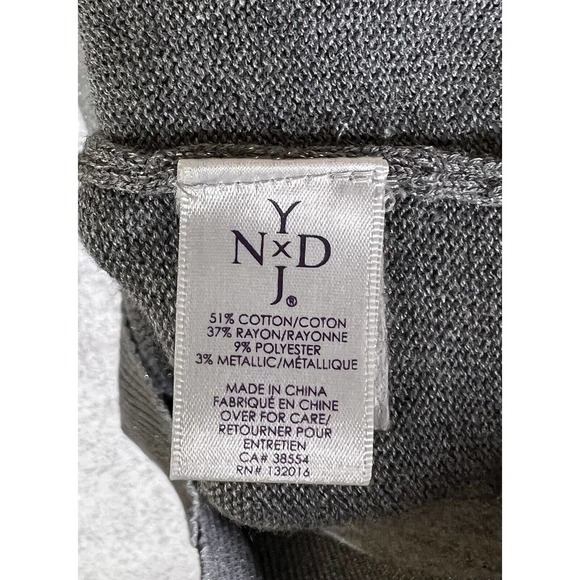 Y
N×D
J®
51% COTTON/COTON
37% RAYON/RAYONNE
9% POLYESTER
3% METALLIC/MÉTALLIQUE
MADE IN CHINA
FABRIQUÉ EN CHINE
OVER FOR CARE/
RETOURNER POUR
ENTRETIEN
CA# 38554
RN# 132016